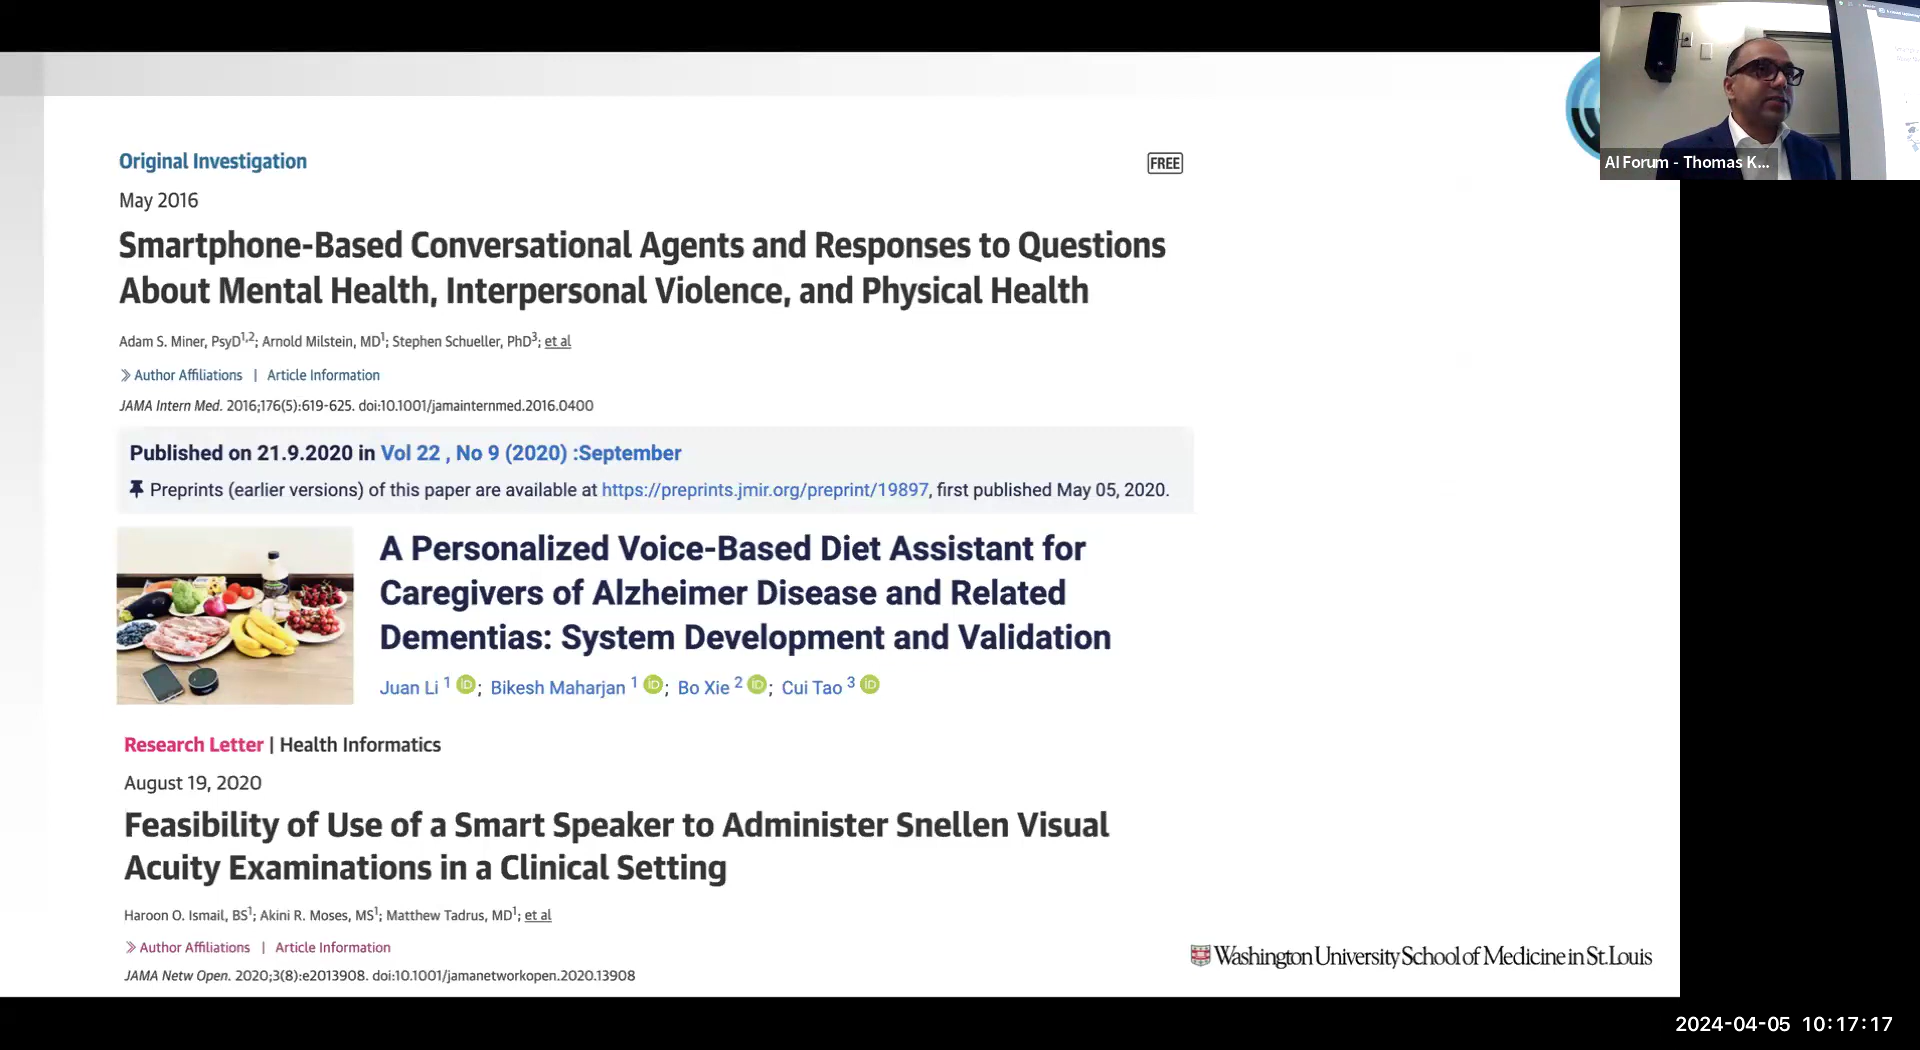 Original Investigation
FREE
May 2016
Smartphone-Based Conversational Agents and Responses to Questions
About Mental Health, Interpersonal Violence, and Physical Health
Adam S. Miner, PsyD1,2; Arnold Milstein, MD1; Stephen Schueller, PhD3; et al
Author Affiliations | Article Information
JAMA Intern Med. 2016;176(5):619-625. doi:10.1001/jamainternmed.2016.0400
Published on 21.9.2020 in Vol 22 , No 9 (2020) :September
Preprints (earlier versions) of this paper are available at https://preprints.jmir.org/preprint/19897, first published May 05, 2020.
A Personalized Voice-Based Diet Assistant for
Caregivers of Alzheimer Disease and Related
Dementias: System Development and Validation
Juan Li 1 iD; Bikesh Maharjan 1 iD; Bo Xie 2 iD; Cui Tao 3 iD
Research Letter | Health Informatics
August 19, 2020
Feasibility of Use of a Smart Speaker to Administer Snellen Visual
Acuity Examinations in a Clinical Setting
Haroon O. Ismail, BS1; Akini R. Moses, MS1; Matthew Tadrus, MD1; et al
Author Affiliations | Article Information
JAMA Netw Open. 2020;3(8):e2013908. doi:10.1001/jamanetworkopen.2020.13908
Washington University School of Medicine in St. Louis
AI Forum - Thomas K...
2024-04-05 10:17:17